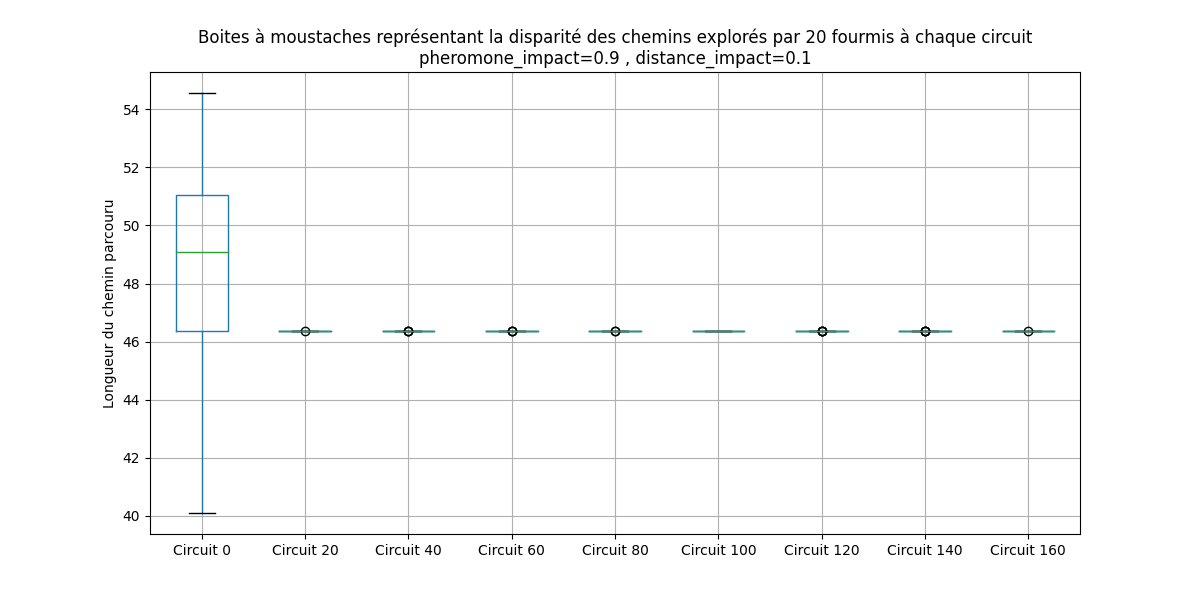 Boites à moustaches représentant la disparité des chemins explorés par 20 fourmis à chaque circuit
pheromone_impact=0.9 , distance_impact=0.1
Longueur du chemin parcouru
54
52
50
48
46
44
42
40
Circuit 0
Circuit 20
Circuit 40
Circuit 60
Circuit 80
Circuit 100
Circuit 120
Circuit 140
Circuit 160